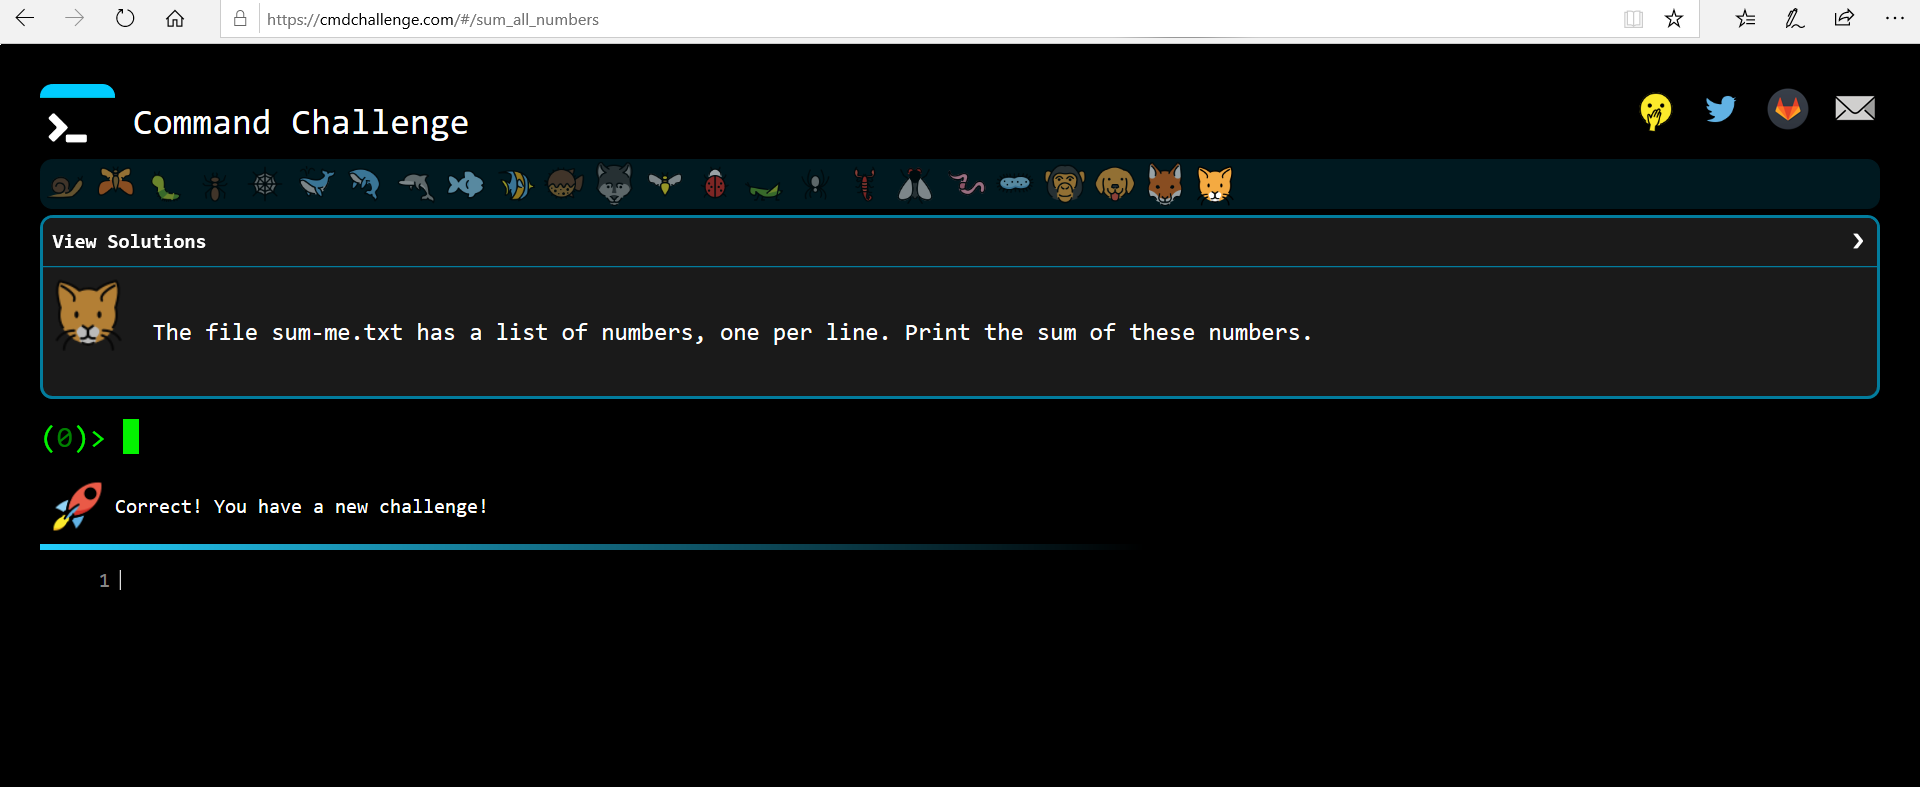 https://cmdchallenge.com/#/sum_all_numbers
Command Challenge
View Solutions
The file sum-me.txt has a list of numbers, one per line. Print the sum of these numbers.
(0)>
Correct! You have a new challenge!
1